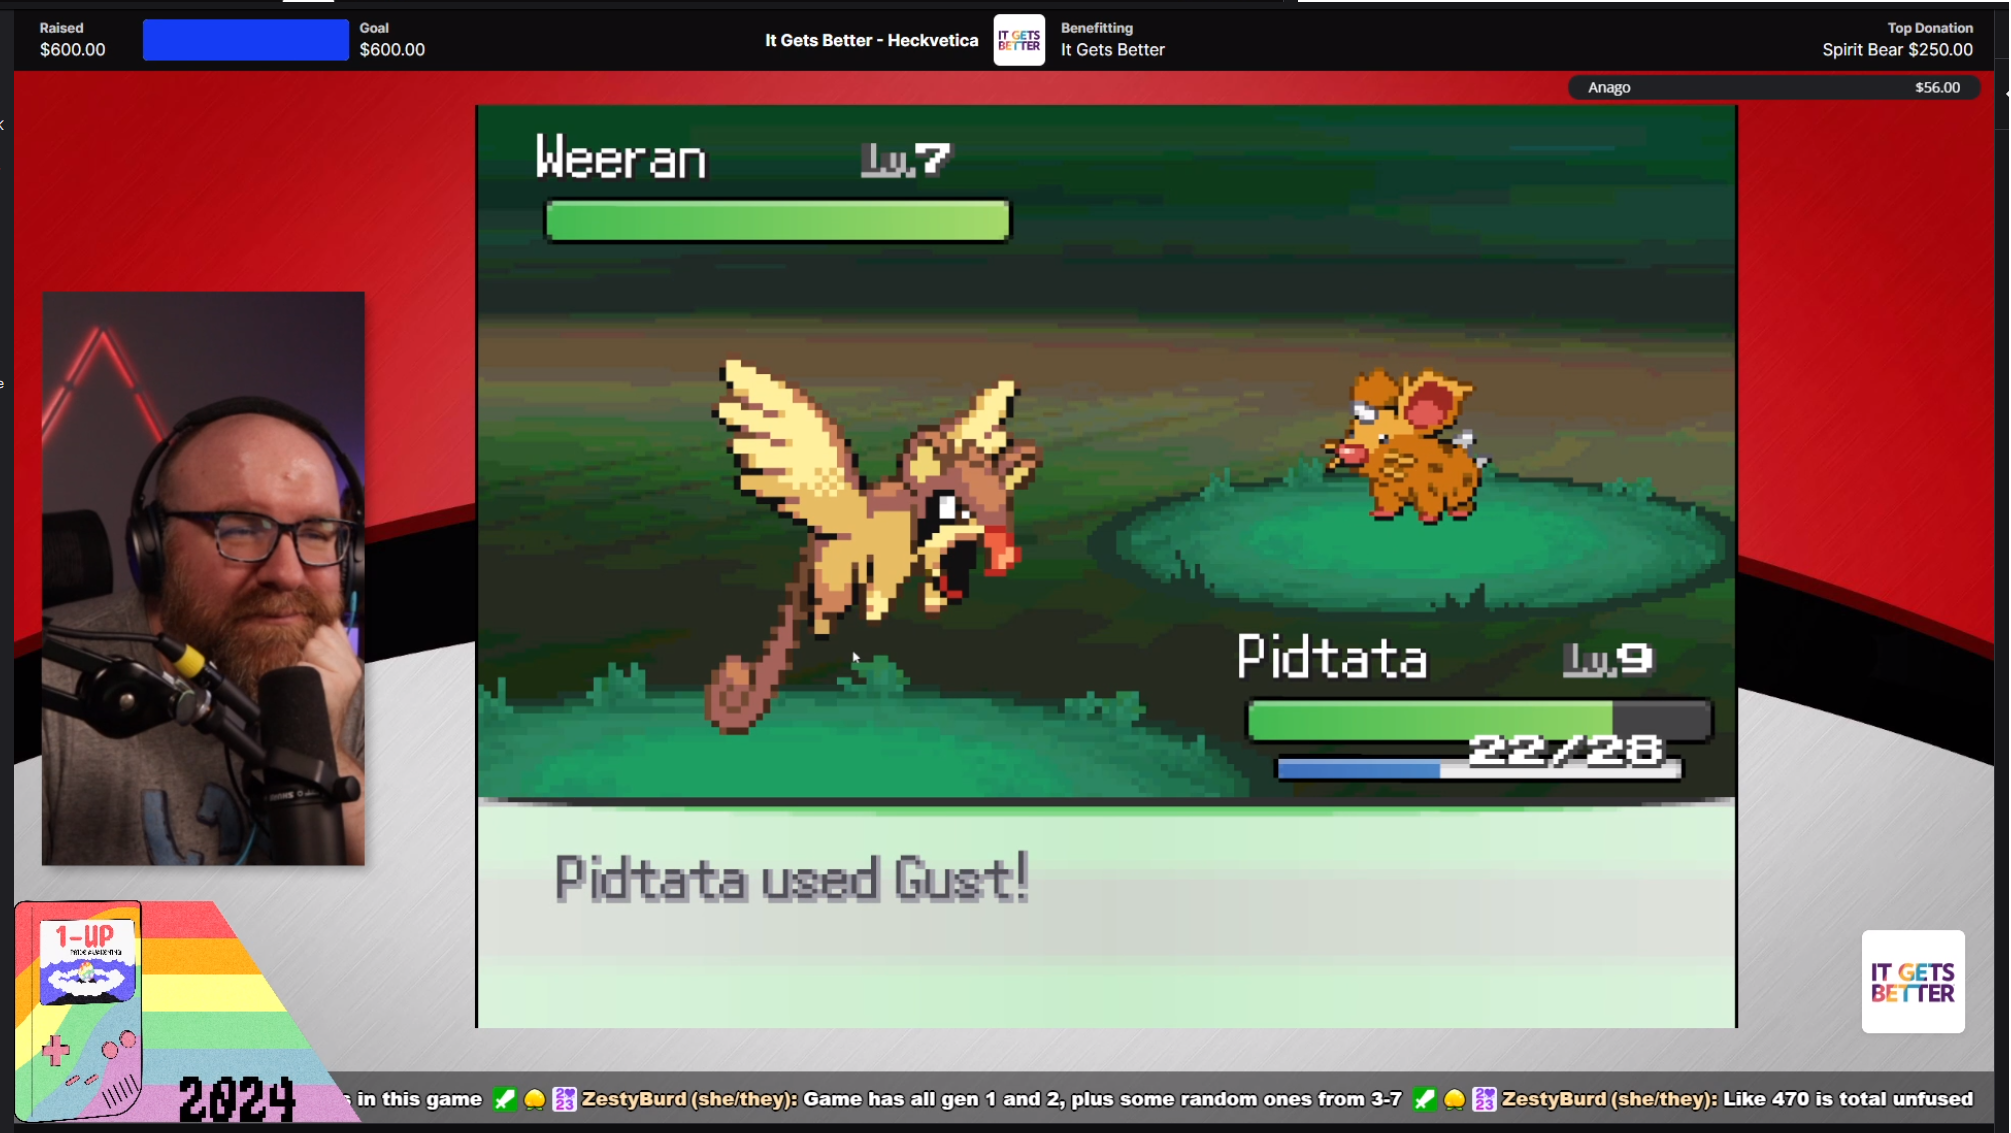 Raised
$600.00
Goal
$600.00
It Gets Better - Heckvetica
IT GETS
BETTER
Benefitting
It Gets Better
Top Donation
Spirit Bear $250.00
Anago $56.00
Weeran Lv.7
Pidtata Lv.9
22/28
Pidtata used Gust!
1-UP
2024
IT GETS
BETTER
in this game ZestyBurd (she/they): Game has all gen 1 and 2, plus some random ones from 3-7 ZestyBurd (she/they): Like 470 is total unfused